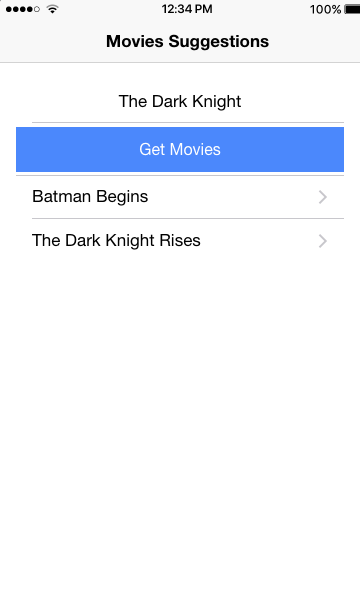 12:34 PM
100%
Movies Suggestions
The Dark Knight
Get Movies
Batman Begins
The Dark Knight Rises